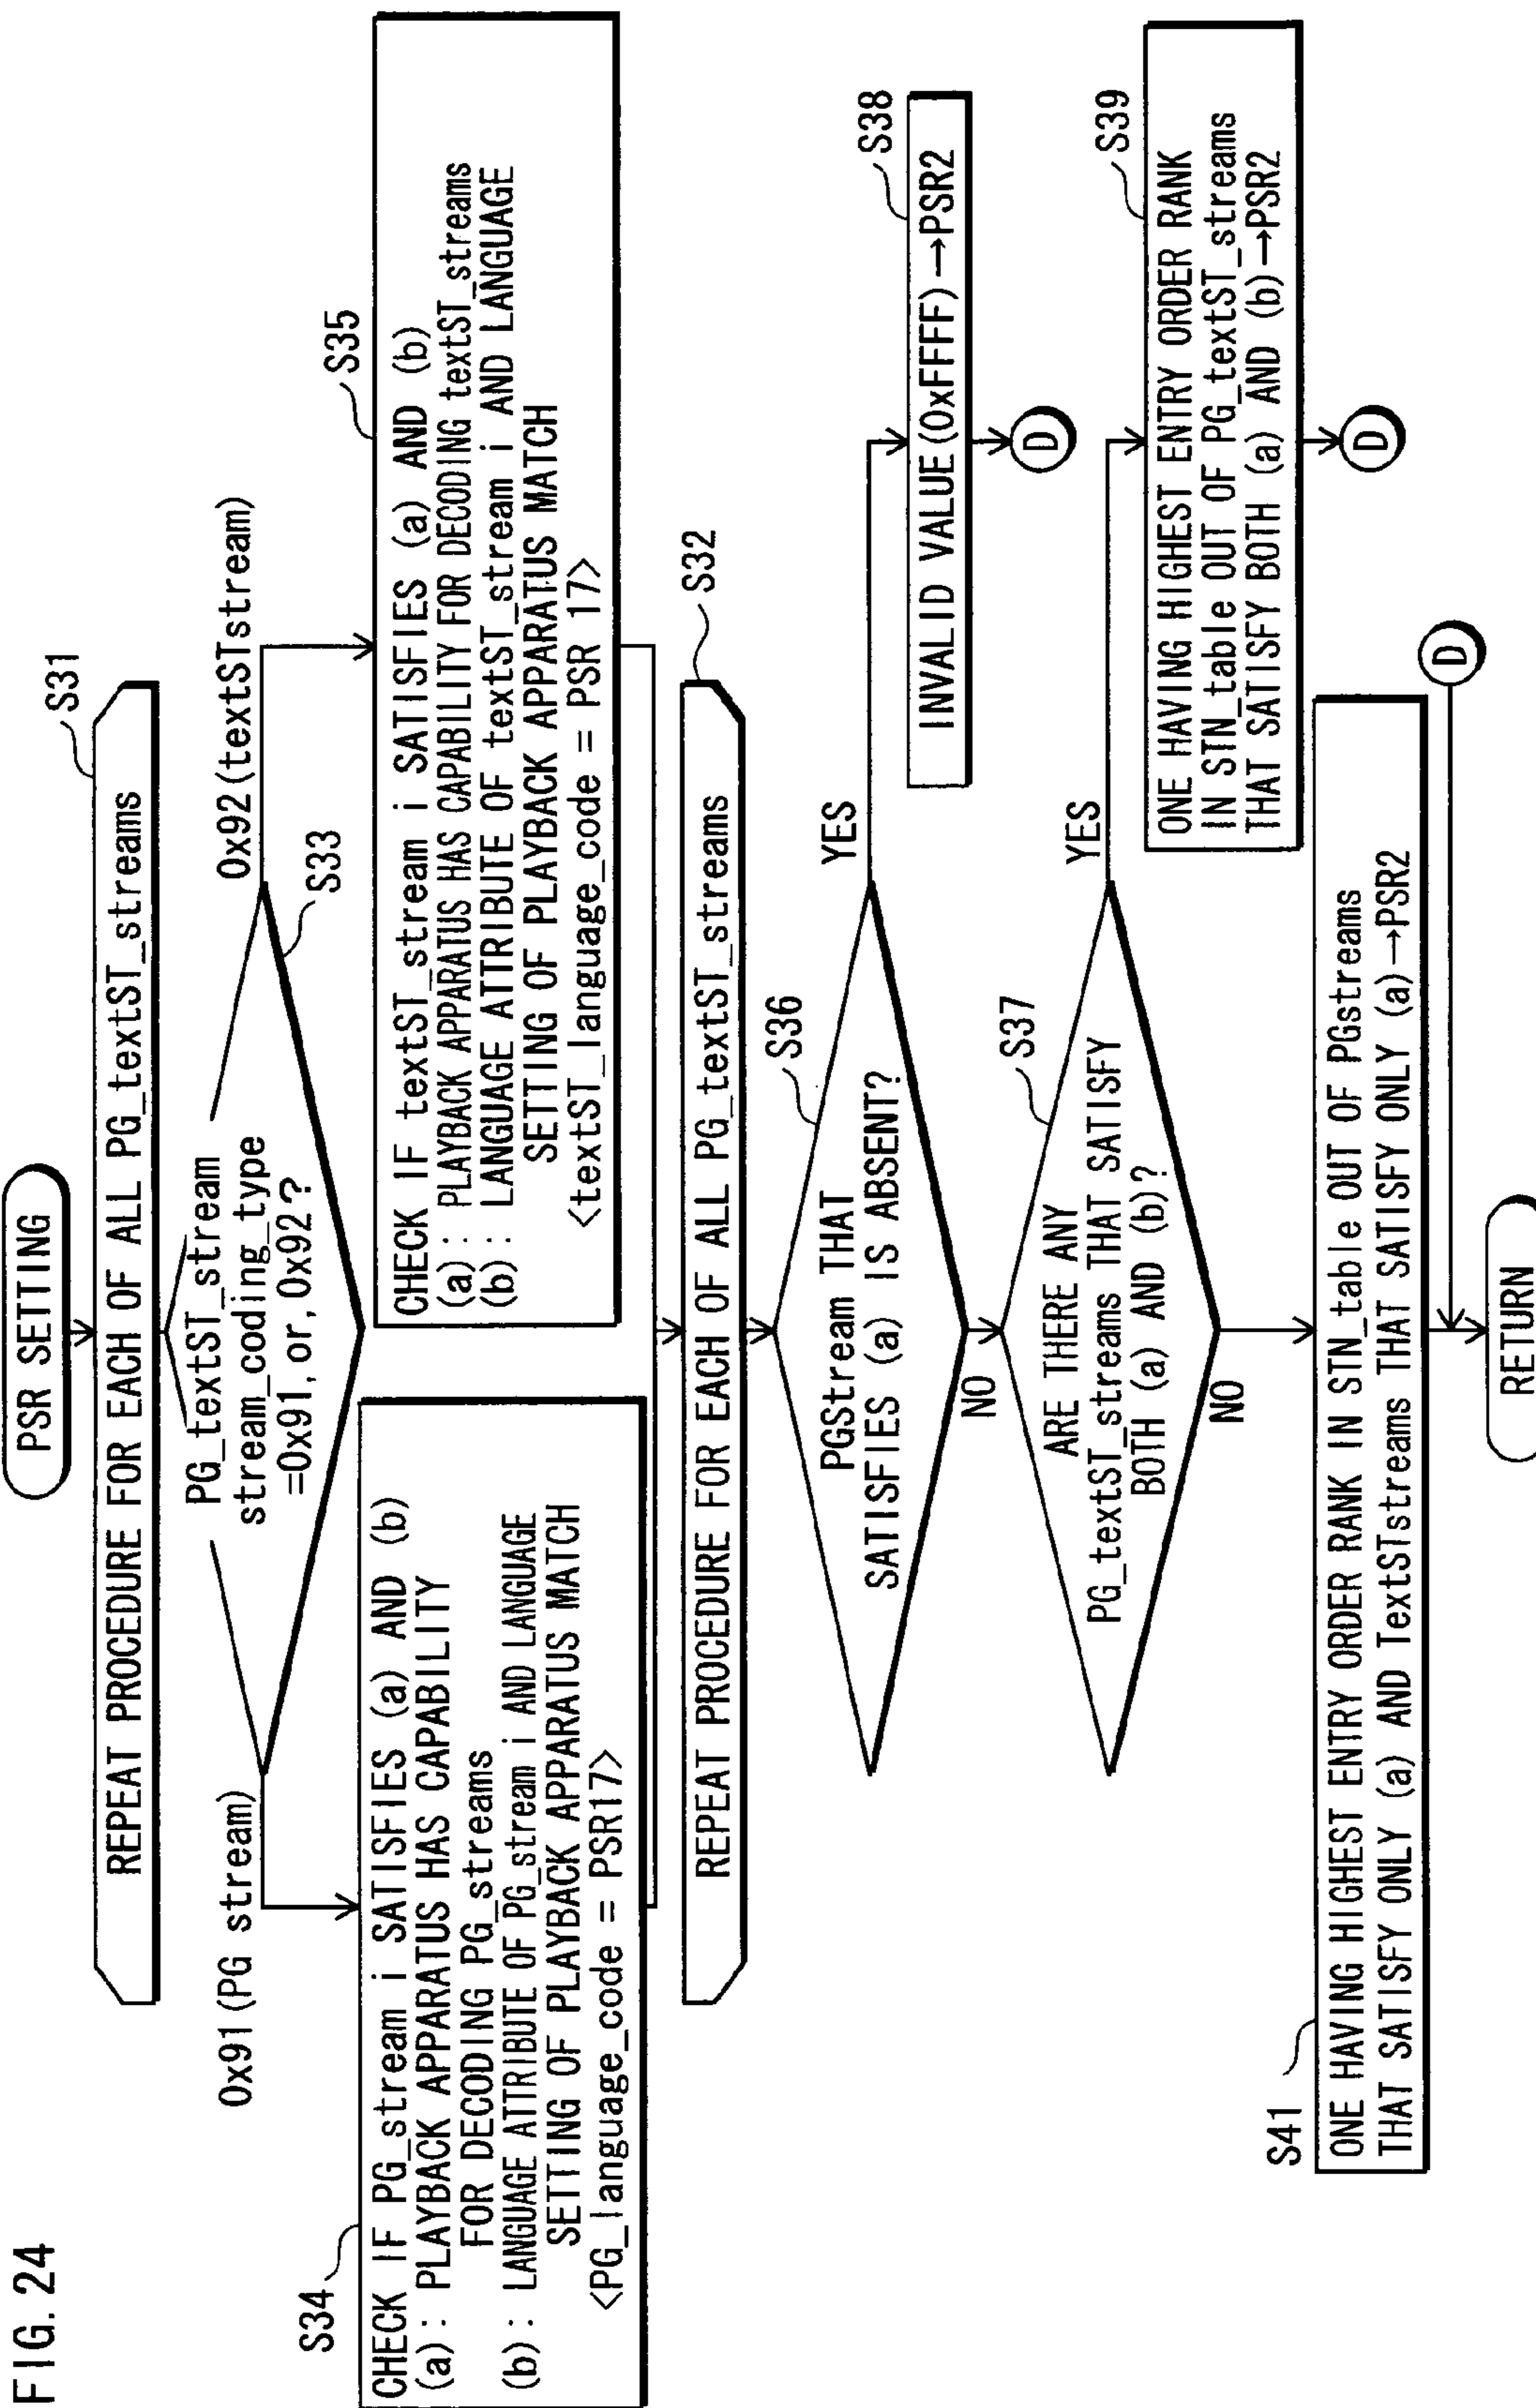 FIG. 24
PSR SETTING
S31
REPEAT PROCEDURE FOR EACH OF ALL PG_textST_streams
PG_textST_stream
stream_coding_type
=0x91, or, 0x92?
S33
0x91 (PG stream)
0x92 (textSTstream)
S34
CHECK IF PG_stream i SATISFIES (a) AND (b)
(a) : PLAYBACK APPARATUS HAS CAPABILITY
FOR DECODING PG_streams
(b) : LANGUAGE ATTRIBUTE OF PG_stream i AND LANGUAGE
SETTING OF PLAYBACK APPARATUS MATCH
<PG_language_code = PSR17>
S35
CHECK IF textST_stream i SATISFIES (a) AND (b)
(a) : PLAYBACK APPARATUS HAS CAPABILITY FOR DECODING textST_streams
(b) : LANGUAGE ATTRIBUTE OF textST_stream i AND LANGUAGE
SETTING OF PLAYBACK APPARATUS MATCH
<textST_language_code = PSR 17>
S32
REPEAT PROCEDURE FOR EACH OF ALL PG_textST_streams
S36
PGStream THAT
SATISFIES (a) IS ABSENT?
YES
NO
S38
INVALID VALUE(0xFFFF)→PSR2
D
S37
ARE THERE ANY
PG_textST_streams THAT SATISFY
BOTH (a) AND (b)?
YES
NO
S39
ONE HAVING HIGHEST ENTRY ORDER RANK
IN STN_table OUT OF PG_textST_streams
THAT SATISFY BOTH (a) AND (b)→PSR2
D
S41
ONE HAVING HIGHEST ENTRY ORDER RANK IN STN_table OUT OF PGstreams
THAT SATISFY ONLY (a) AND TextSTstreams THAT SATISFY ONLY (a)→PSR2
D
RETURN